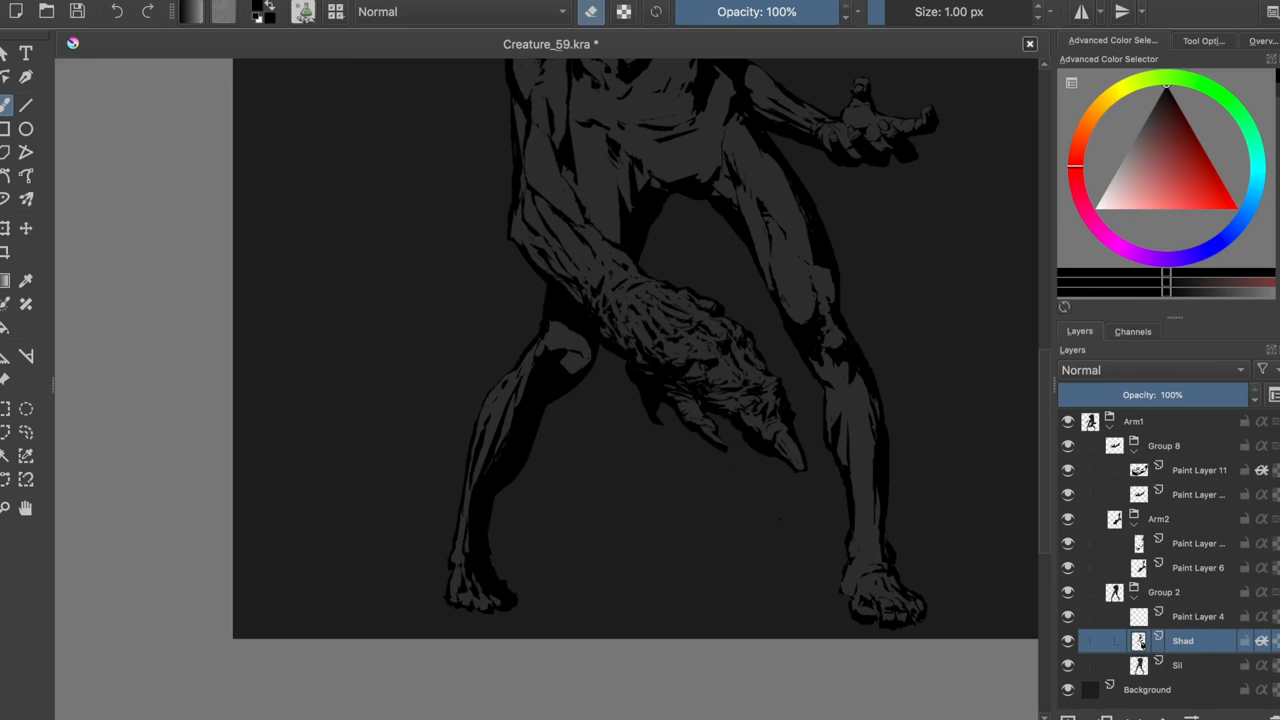 Normal
Opacity: 100%
Size: 1.00 px
Creature_59.kra *
Advanced Color Sele...
Tool Opti...
Overv...
Advanced Color Selector
Layers
Channels
Layers
Normal
Opacity: 100%
Arm1
Group 8
Paint Layer 11
Paint Layer ...
Arm2
Paint Layer ...
Paint Layer 6
Group 2
Paint Layer 4
Shad
Sil
Background